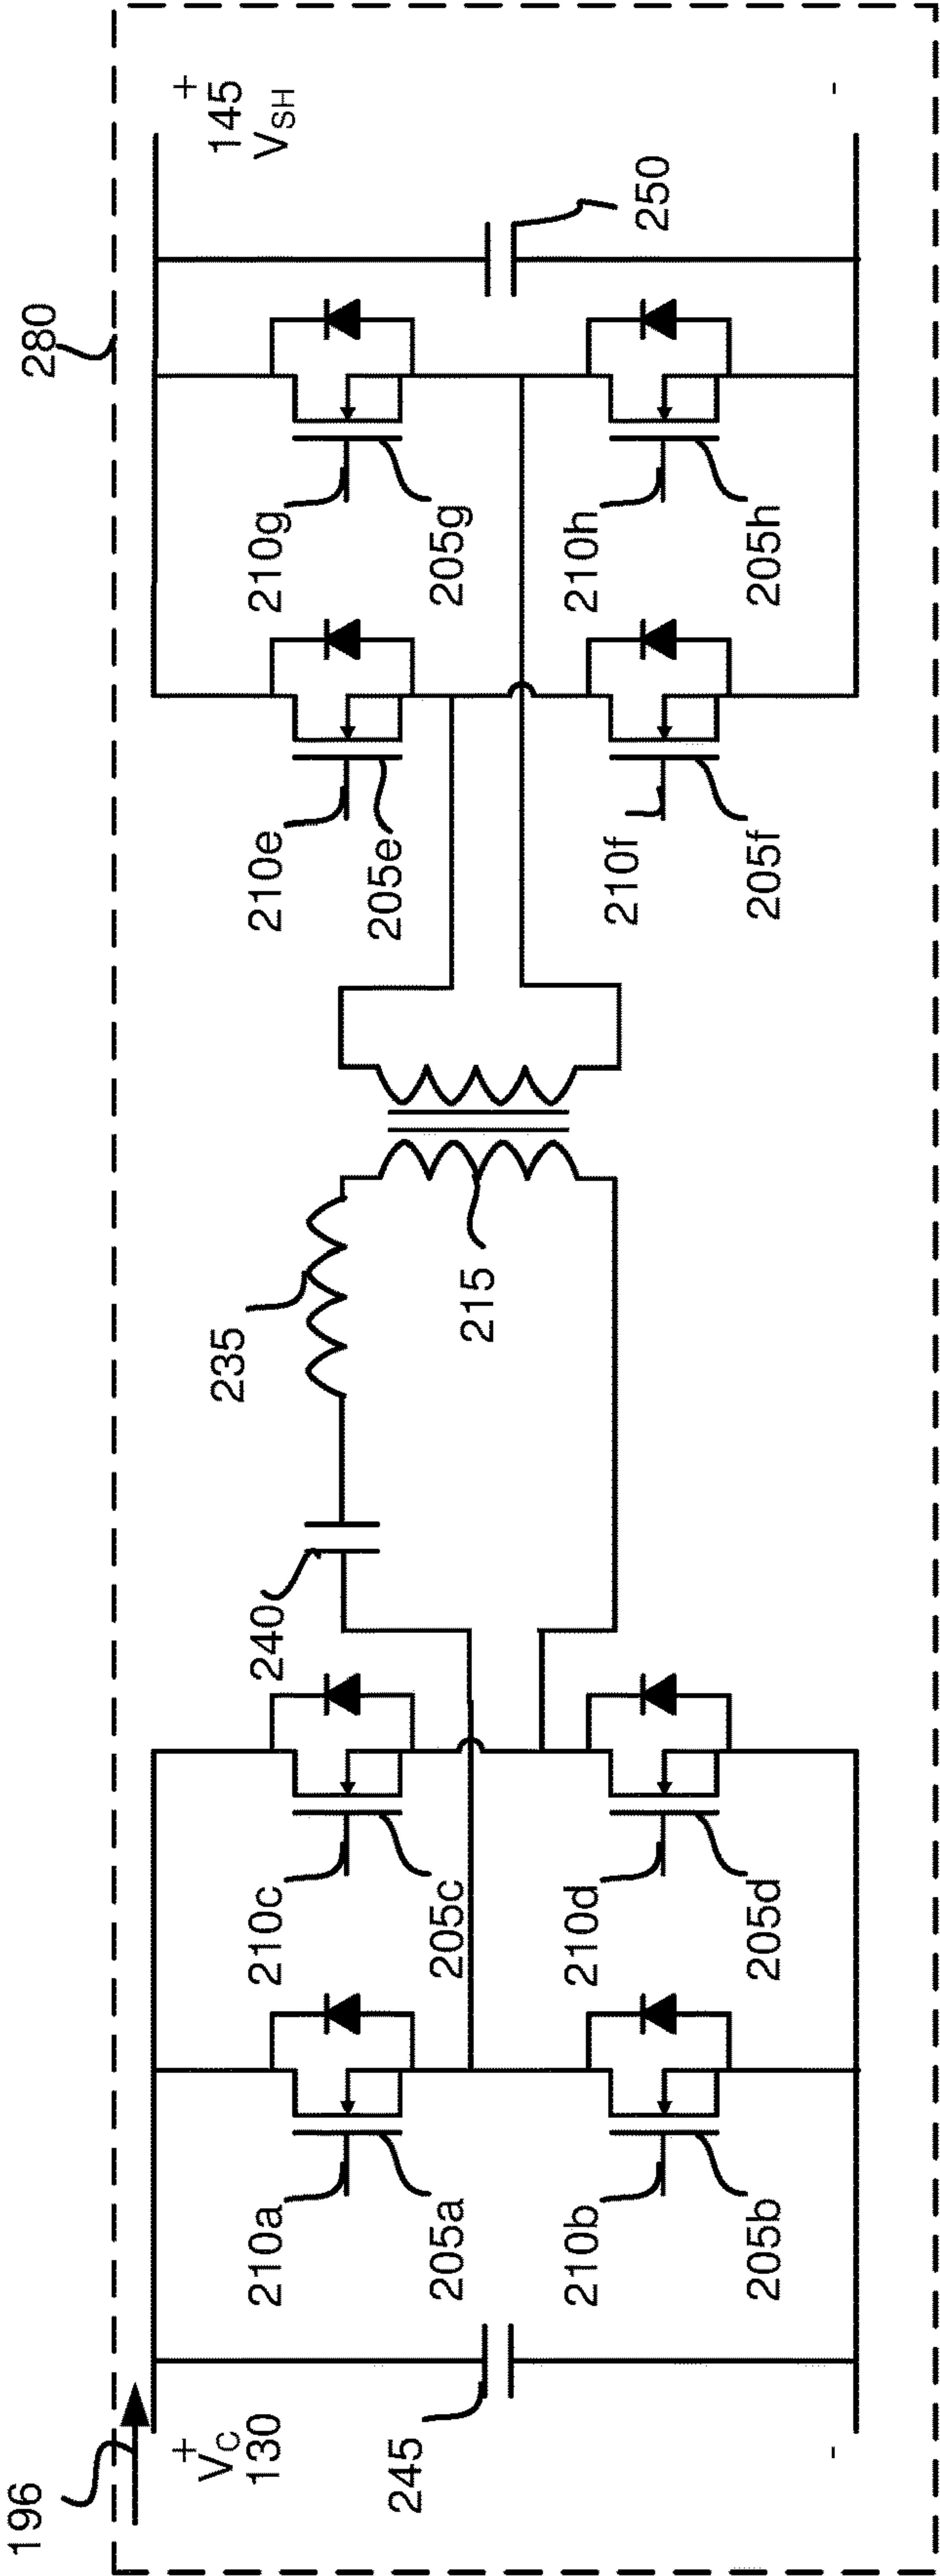 280
196
+
V_C
130
-
245
210a
205a
210b
205b
210c
205c
210d
205d
240
235
215
210e
205e
210f
205f
210g
205g
210h
205h
250
+
145
V_SH
-